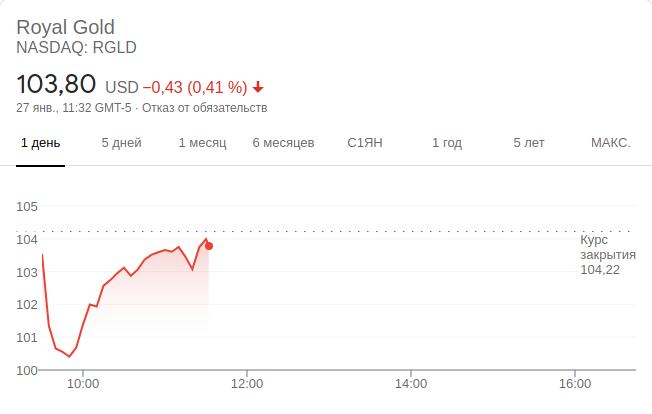 Royal Gold
NASDAQ: RGLD
103,80 USD −0,43 (0,41 %)
27 янв., 11:32 GMT-5 · Отказ от обязательств
1 день 5 дней 1 месяц 6 месяцев С1ЯН 1 год 5 лет МАКС.
105
104
103
102
101
100
Курс
закрытия
104,22
10:00 12:00 14:00 16:00